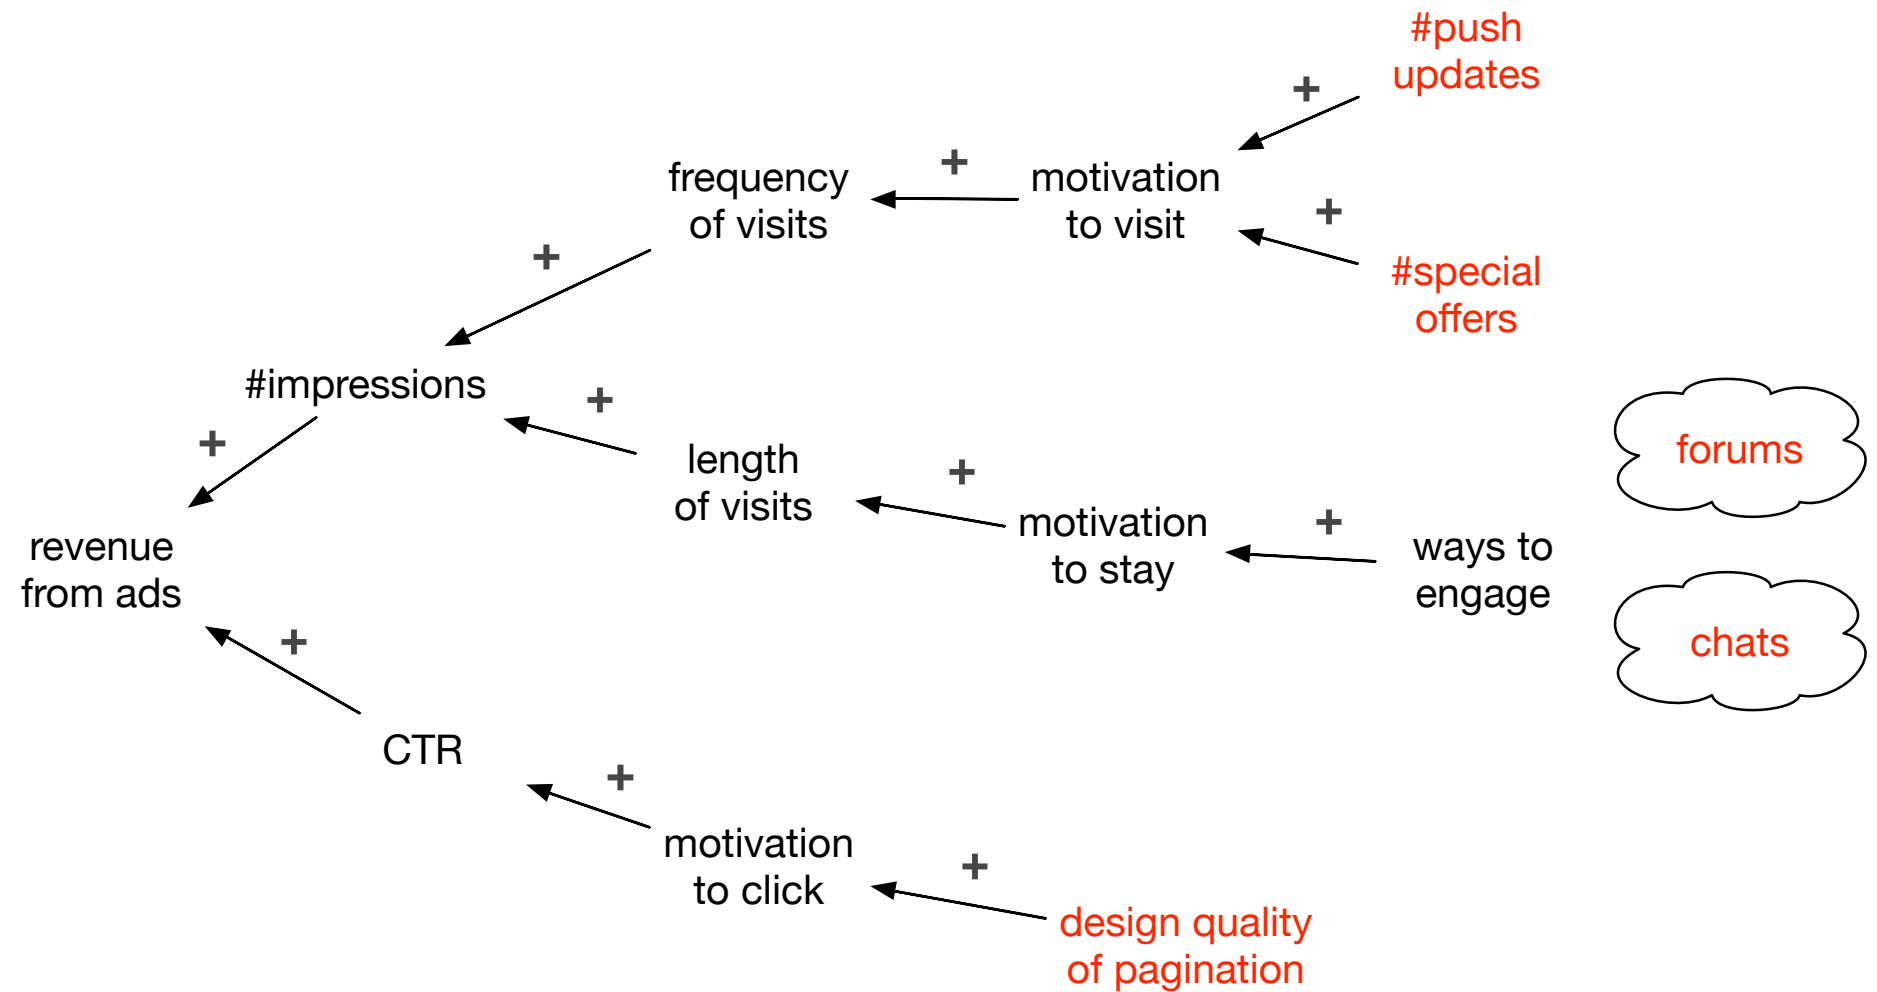 #push
updates
+
+
frequency
of visits
motivation
to visit
+
+
#special
offers
#impressions
+
+
length
of visits
+
motivation
to stay
+
ways to
engage
forums
chats
revenue
from ads
+
CTR
+
motivation
to click
+
design quality
of pagination